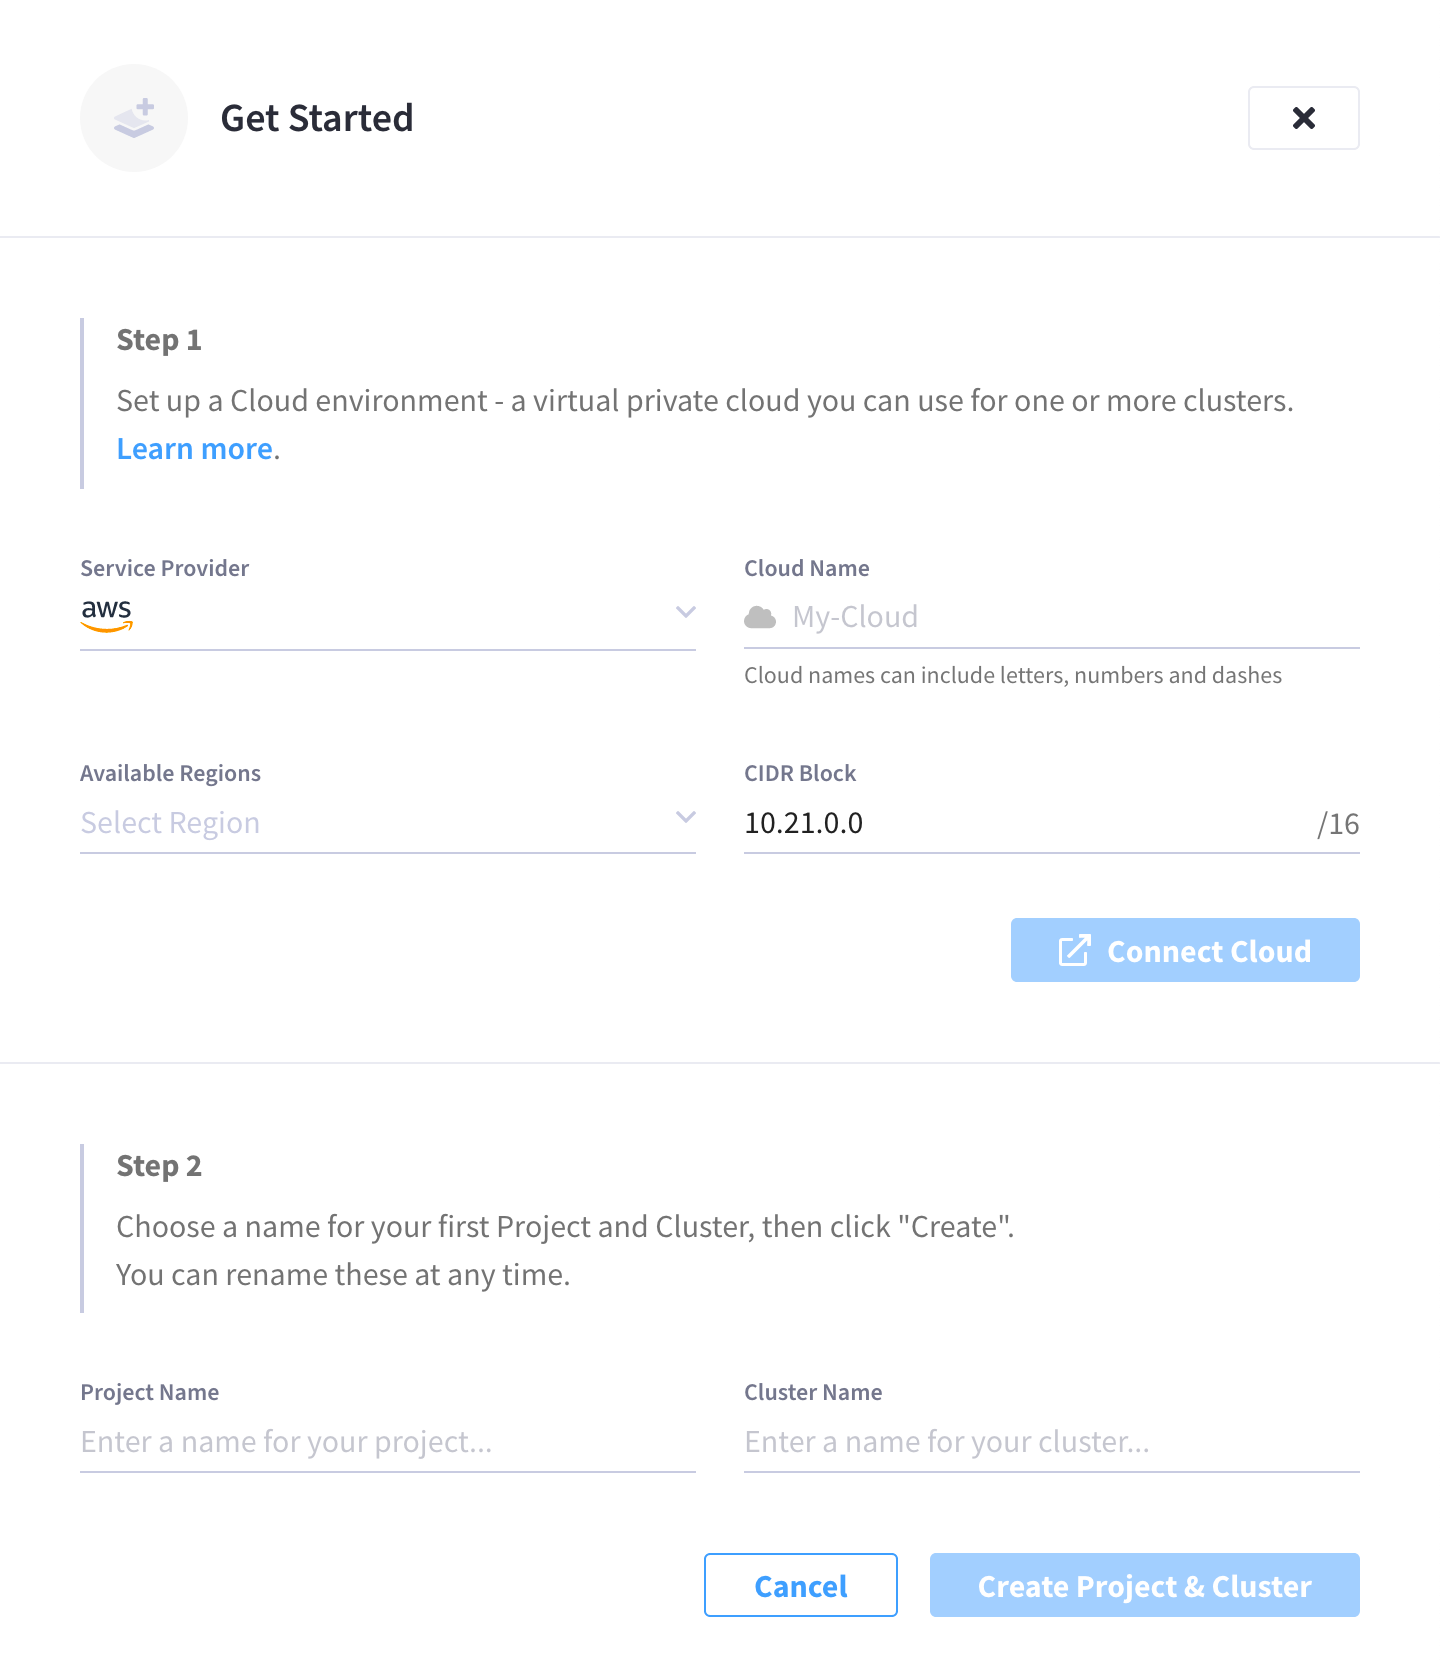 Get Started
Step 1
Set up a Cloud environment - a virtual private cloud you can use for one or more clusters.
Learn more.
Service Provider
aws
Cloud Name
My-Cloud
Cloud names can include letters, numbers and dashes
Available Regions
Select Region
CIDR Block
10.21.0.0 /16
Connect Cloud
Step 2
Choose a name for your first Project and Cluster, then click "Create".
You can rename these at any time.
Project Name
Enter a name for your project...
Cluster Name
Enter a name for your cluster...
Cancel
Create Project & Cluster